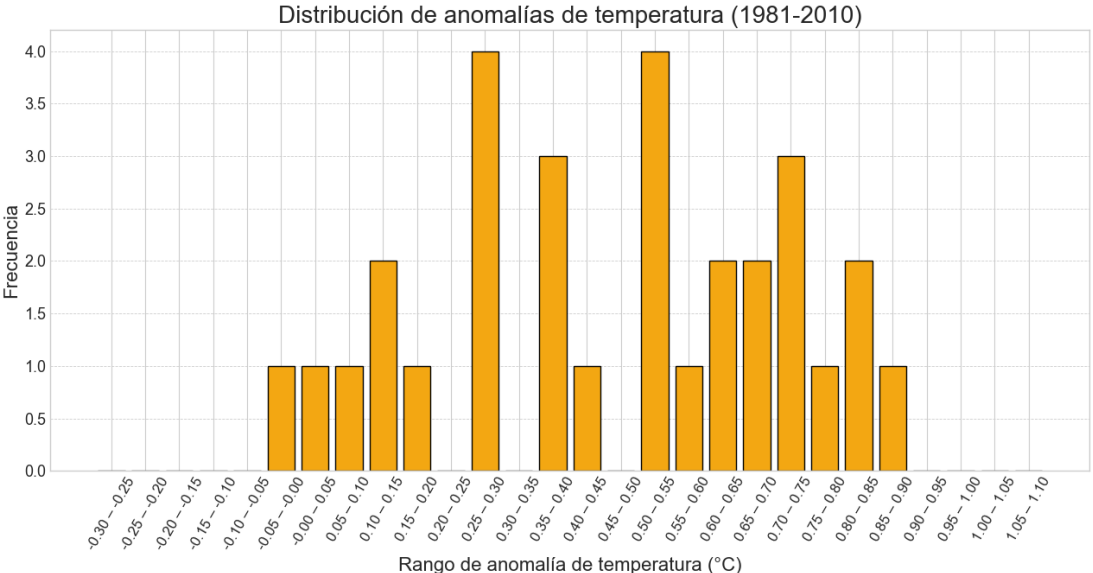 Distribución de anomalías de temperatura (1981-2010)
Frecuencia
4.0
3.5
3.0
2.5
2.0
1.5
1.0
0.5
0.0
-0.30 – -0.25
-0.25 – -0.20
-0.20 – -0.15
-0.15 – -0.10
-0.10 – -0.05
-0.05 – -0.00
-0.00 – 0.05
0.05 – 0.10
0.10 – 0.15
0.15 – 0.20
0.20 – 0.25
0.25 – 0.30
0.30 – 0.35
0.35 – 0.40
0.40 – 0.45
0.45 – 0.50
0.50 – 0.55
0.55 – 0.60
0.60 – 0.65
0.65 – 0.70
0.70 – 0.75
0.75 – 0.80
0.80 – 0.85
0.85 – 0.90
0.90 – 0.95
0.95 – 1.00
1.00 – 1.05
1.05 – 1.10
Rango de anomalía de temperatura (°C)